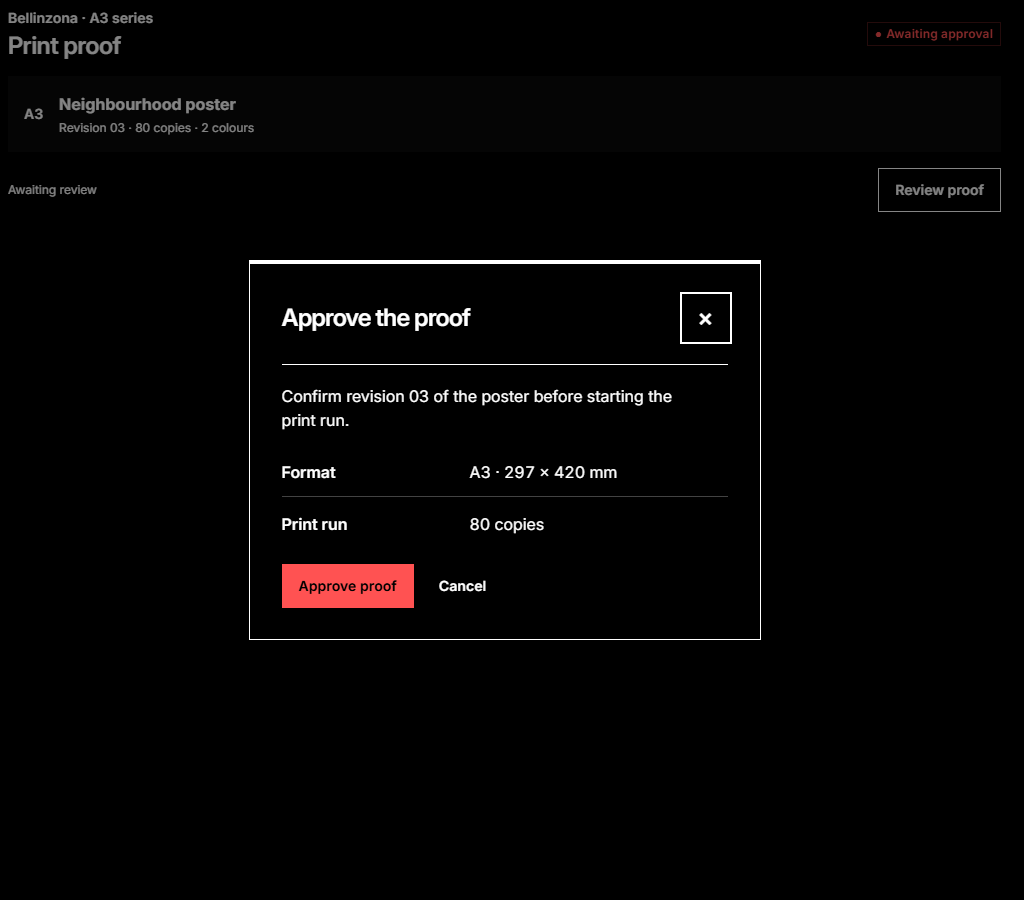 Bellinzona · A3 series
Print proof
● Awaiting approval
A3
Neighbourhood poster
Revision 03 · 80 copies · 2 colours
Awaiting review
Review proof
Approve the proof
×
Confirm revision 03 of the poster before starting the
print run.
Format
A3 · 297 × 420 mm
Print run
80 copies
Approve proof
Cancel